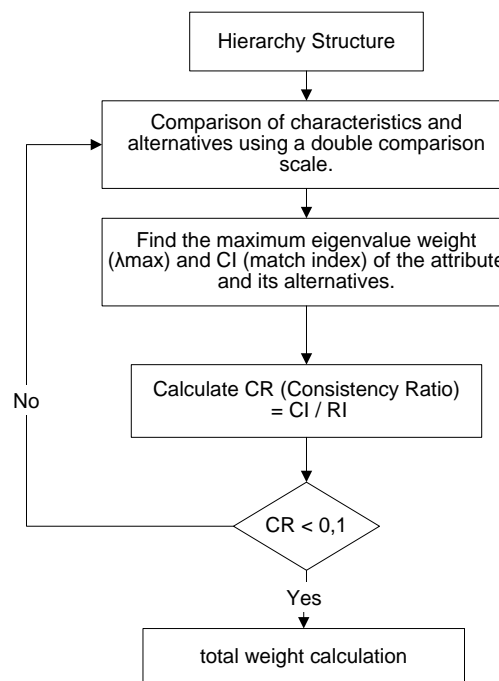 Hierarchy Structure
Comparison of characteristics and
alternatives using a double comparison
scale.
Find the maximum eigenvalue weight
(λmax) and CI (match index) of the attribute
and its alternatives.
Calculate CR (Consistency Ratio)
= CI / RI
No
CR < 0,1
Yes
total weight calculation